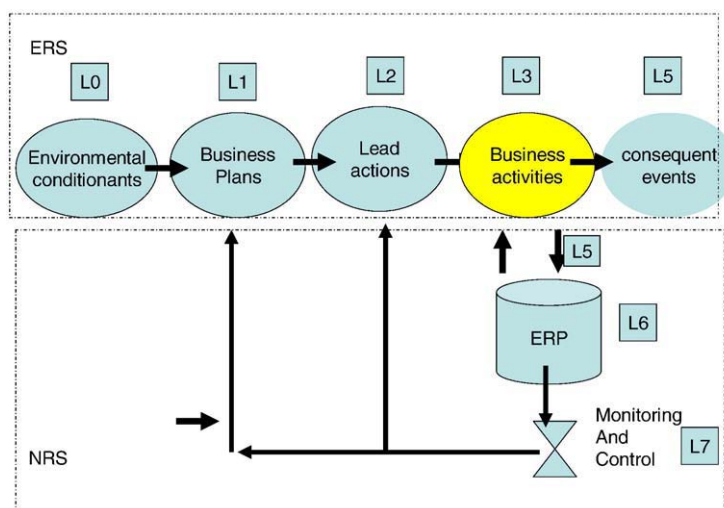 ERS
L0
L1
L2
L3
L5
Environmental
conditionants
Business
Plans
Lead
actions
Business
activities
consequent
events
L5
ERP
L6
Monitoring
And
Control
L7
NRS